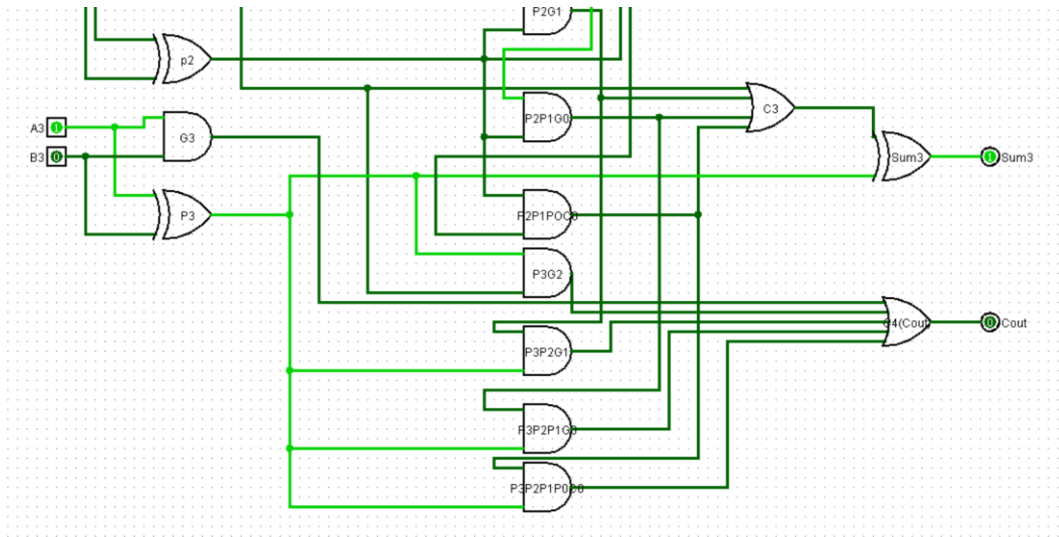 P2G1
p2
C3
A3 1
G3
P2P1G0
B3 0
Sum3
1 Sum3
P3
P2P1POC0
P3G2
C4(Cout)
0 Cout
P3P2G1
P3P2P1G0
P3P2P1P0C0